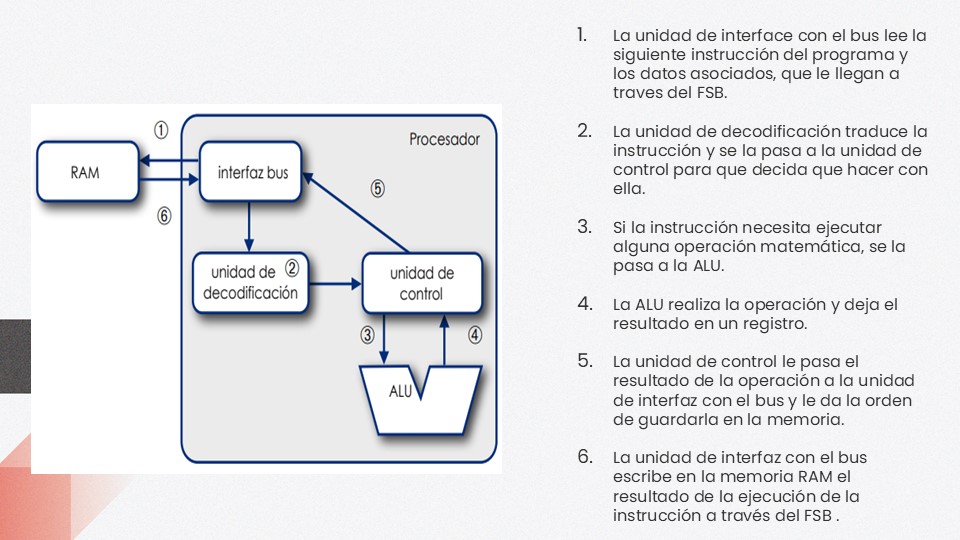 ①
Procesador
RAM
interfaz bus
⑤
⑥
unidad de ②
decodificación
unidad de
control
③
④
ALU
1. La unidad de interface con el bus lee la
siguiente instrucción del programa y
los datos asociados, que le llegan a
traves del FSB.
2. La unidad de decodificación traduce la
instrucción y se la pasa a la unidad de
control para que decida que hacer con
ella.
3. Si la instrucción necesita ejecutar
alguna operación matemática, se la
pasa a la ALU.
4. La ALU realiza la operación y deja el
resultado en un registro.
5. La unidad de control le pasa el
resultado de la operación a la unidad
de interfaz con el bus y le da la orden
de guardarla en la memoria.
6. La unidad de interfaz con el bus
escribe en la memoria RAM el
resultado de la ejecución de la
instrucción a través del FSB .